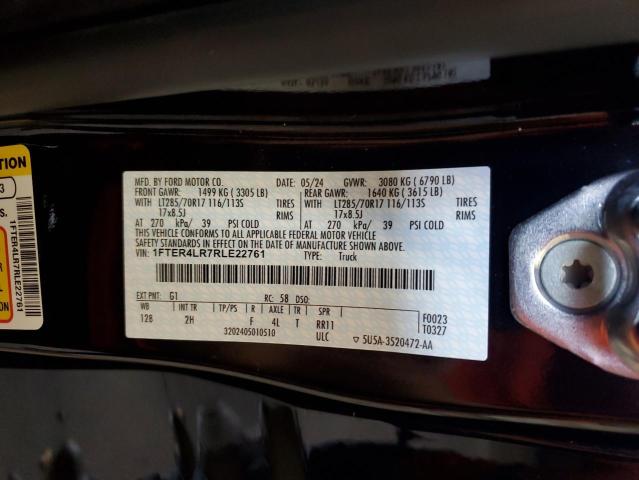 MFD. BY FORD MOTOR CO. DATE: 05/24 GVWR: 3080 KG ( 6790 LB)
FRONT GAWR: 1499 KG ( 3305 LB) REAR GAWR: 1640 KG ( 3615 LB)
WITH LT285/70R17 116/113S TIRES WITH LT285/70R17 116/113S TIRES
17x8.5J RIMS 17x8.5J RIMS
AT 270 kPa/ 39 PSI COLD AT 270 kPa/ 39 PSI COLD
THIS VEHICLE CONFORMS TO ALL APPLICABLE FEDERAL MOTOR VEHICLE
SAFETY STANDARDS IN EFFECT ON THE DATE OF MANUFACTURE SHOWN ABOVE.
VIN: 1FTER4LR7RLE22761 TYPE: Truck
EXT PNT: G1 RC: 58 DSO:
WB INT TR TP/PS R AXLE TR SPR
128 2H F 4L T RR11
F0023
T0327
3202405010510 ULC ▽ 5U5A-3520472-AA
1FTER4LR7RLE22761